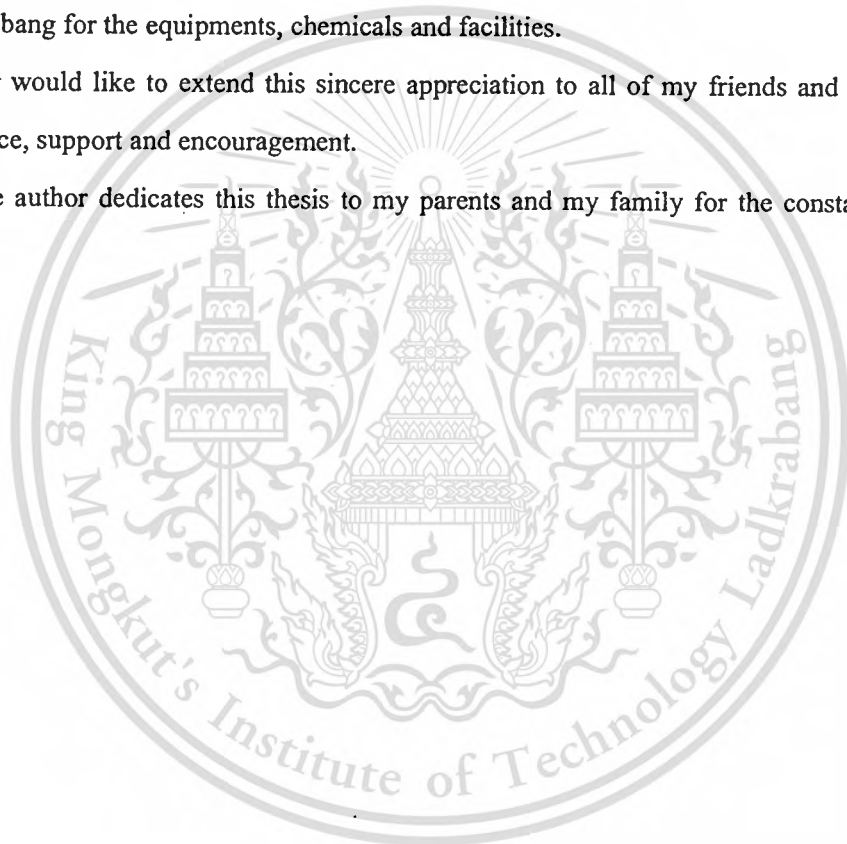 bang for the equipments, chemicals and facilities.
would like to extend this sincere appreciation to all of my friends and
ce, support and encouragement.
e author dedicates this thesis to my parents and my family for the consta
King Mongkut's Institute of Technology Ladkrabang